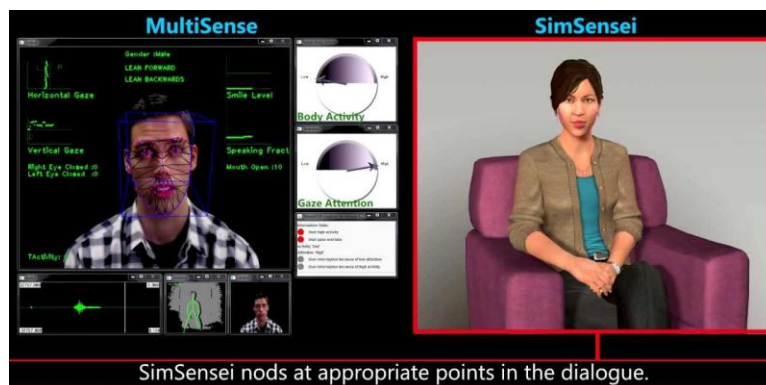 MultiSense
SimSensei
Gender :Male
LEAN FORWARD
LEAN BACKWARDS
Horizontal Gaze
Smile Level
Vertical Gaze
Speaking Fract
Right Eye Closed :0
Left Eye Closed :0
Mouth Open :10
TActivity:
Low
High
Body Activity
Low
High
Gaze Attention
SimSensei nods at appropriate points in the dialogue.